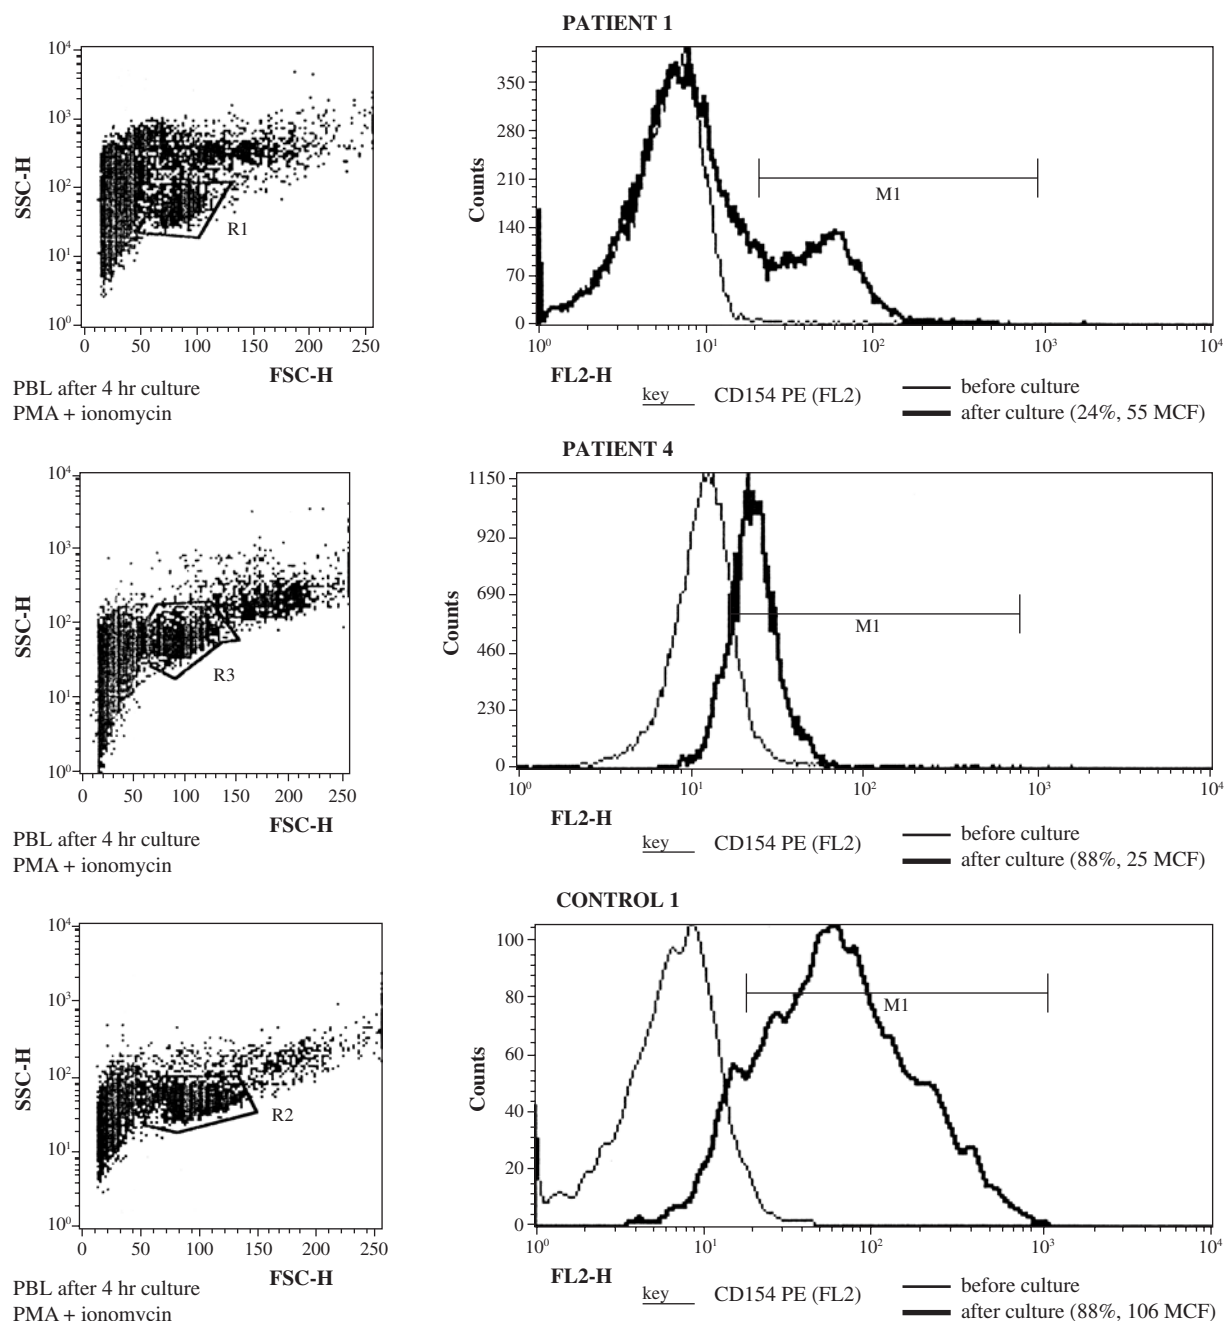 PATIENT 1
10⁴
10³
10²
10¹
10⁰
SSC-H
R1
0 50 100 150 200 250
FSC-H
PBL after 4 hr culture
PMA + ionomycin
350
280
210
140
70
0
Counts
M1
10⁰ 10¹ 10² 10³ 10⁴
FL2-H
key CD154 PE (FL2)
before culture
after culture (24%, 55 MCF)
PATIENT 4
10⁴
10³
10²
10¹
10⁰
SSC-H
R3
0 50 100 150 200 250
FSC-H
PBL after 4 hr culture
PMA + ionomycin
1150
920
690
460
230
0
Counts
M1
10⁰ 10¹ 10² 10³ 10⁴
FL2-H
key CD154 PE (FL2)
before culture
after culture (88%, 25 MCF)
CONTROL 1
10⁴
10³
10²
10¹
10⁰
SSC-H
R2
0 50 100 150 200 250
FSC-H
PBL after 4 hr culture
PMA + ionomycin
100
80
60
40
20
0
Counts
M1
10⁰ 10¹ 10² 10³ 10⁴
FL2-H
key CD154 PE (FL2)
before culture
after culture (88%, 106 MCF)